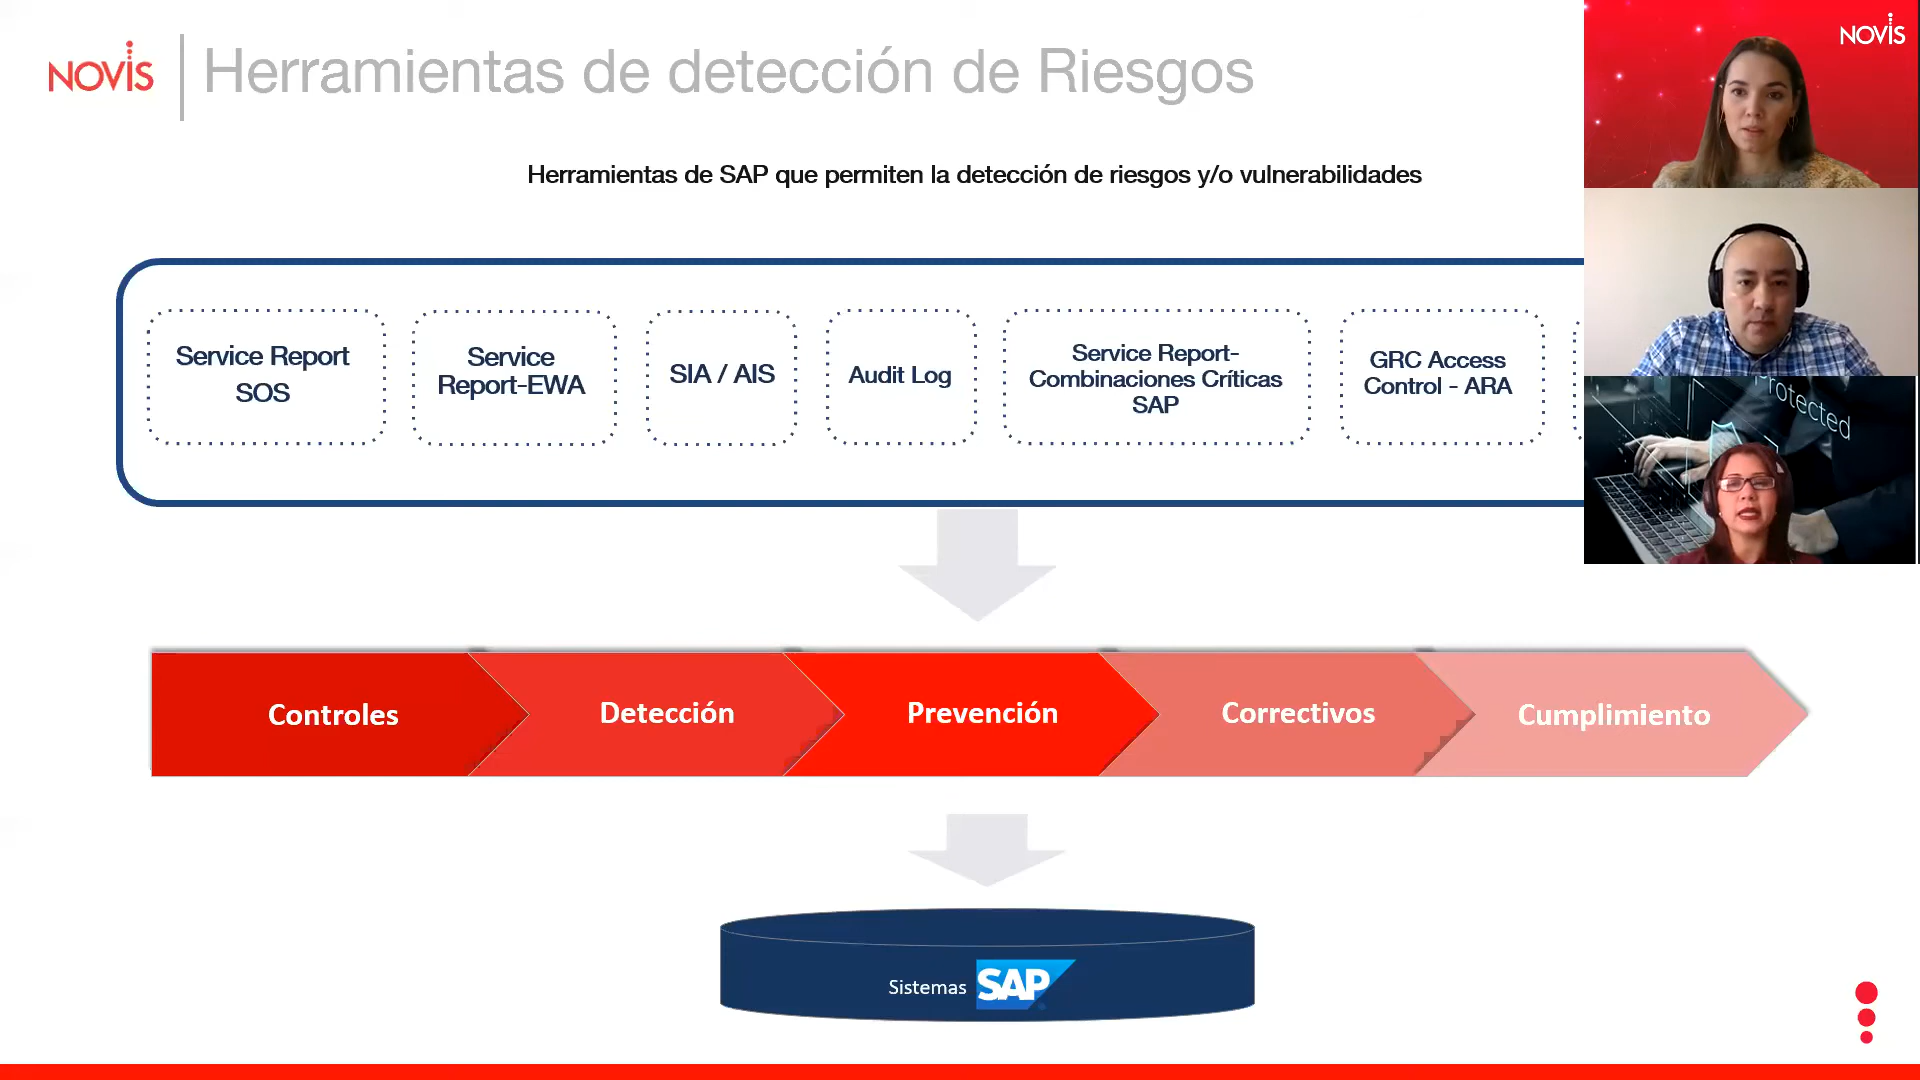 NOVIS
Herramientas de detección de Riesgos
NOVIS
Herramientas de SAP que permiten la detección de riesgos y/o vulnerabilidades
Service Report
SOS
Service
Report-EWA
SIA / AIS
Audit Log
Service Report-
Combinaciones Críticas
SAP
GRC Access
Control - ARA
Protected
Controles
Detección
Prevención
Correctivos
Cumplimiento
Sistemas SAP